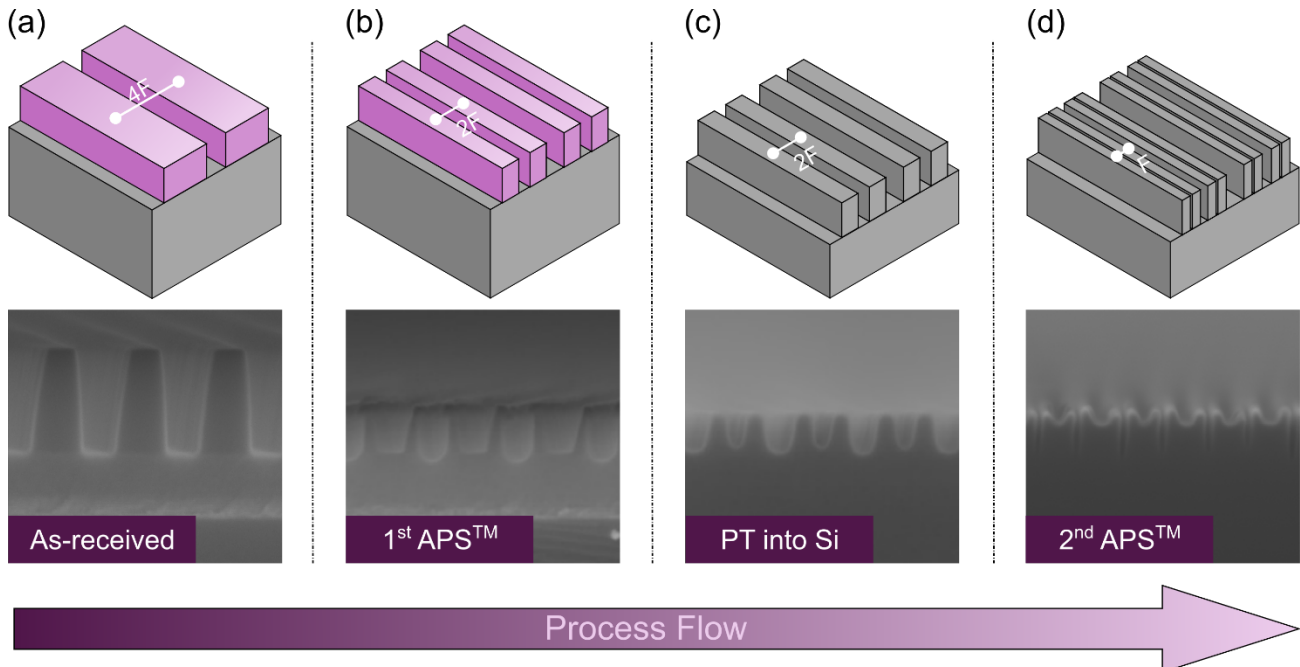 (a)
(b)
(c)
(d)
4F
2F
2F
F
As-received
1st APS™
PT into Si
2nd APS™
Process Flow